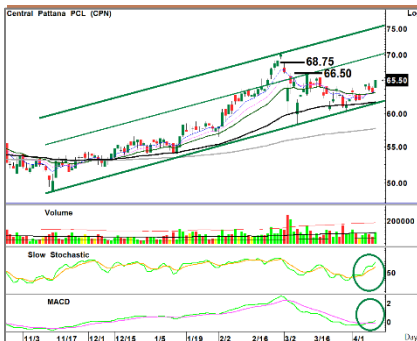 Central Pattana PCL (CPN)
Lo
75.00
70.00
68.75
66.50
65.50
60.00
55.00
50.00
Volume
200000
Slow Stochastic
50
MACD
2
0
11/3 11/17 12/1 12/15 1/5 1/19 2/2 2/16 3/2 3/16 4/1 Day